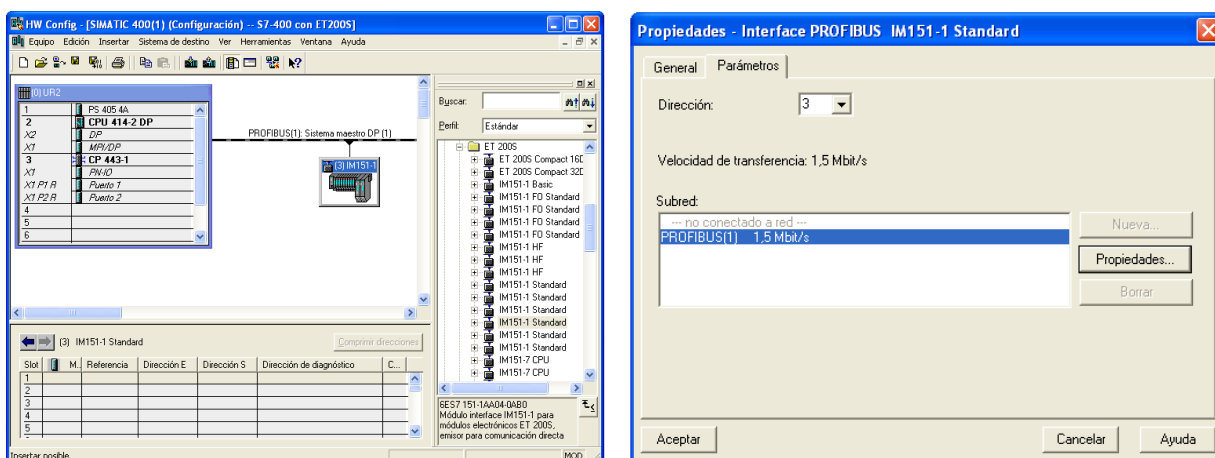 HW Config - [SIMATIC 400(1) (Configuración) -- S7-400 con ET200S]
Equipo Edición Insertar Sistema de destino Ver Herramientas Ventana Ayuda
(0) UR2
1 PS 405 4A
2 CPU 414-2 DP
X2 DP
X1 MPI/DP
3 CP 443-1
X1 PN-IO
X1 P1 R Puerto 1
X1 P2 R Puerto 2
4
5
6
PROFIBUS(1): Sistema maestro DP (1)
(3) IM151-1
Buscar:
Perfil: Estándar
ET 200S
ET 200S Compact 16D
ET 200S Compact 32D
IM151-1 Basic
IM151-1 FO Standard
IM151-1 FO Standard
IM151-1 FO Standard
IM151-1 FO Standard
IM151-1 HF
IM151-1 HF
IM151-1 HF
IM151-1 Standard
IM151-1 Standard
IM151-1 Standard
IM151-1 Standard
IM151-1 Standard
IM151-1 Standard
IM151-7 CPU
IM151-7 CPU
6ES7 151-1AA04-0AB0
Módulo interface IM151-1 para
módulos electrónicos ET 200S,
emisor para comunicación directa
(3) IM151-1 Standard
Comprimir direcciones
Slot M... Referencia Dirección E Dirección S Dirección de diagnóstico C...
1
2
3
4
5
Insertar posible
MOD
Propiedades - Interface PROFIBUS IM151-1 Standard
General Parámetros
Dirección: 3
Velocidad de transferencia: 1,5 Mbit/s
Subred:
--- no conectado a red ---
PROFIBUS(1) 1,5 Mbit/s
Nueva...
Propiedades...
Borrar
Aceptar Cancelar Ayuda